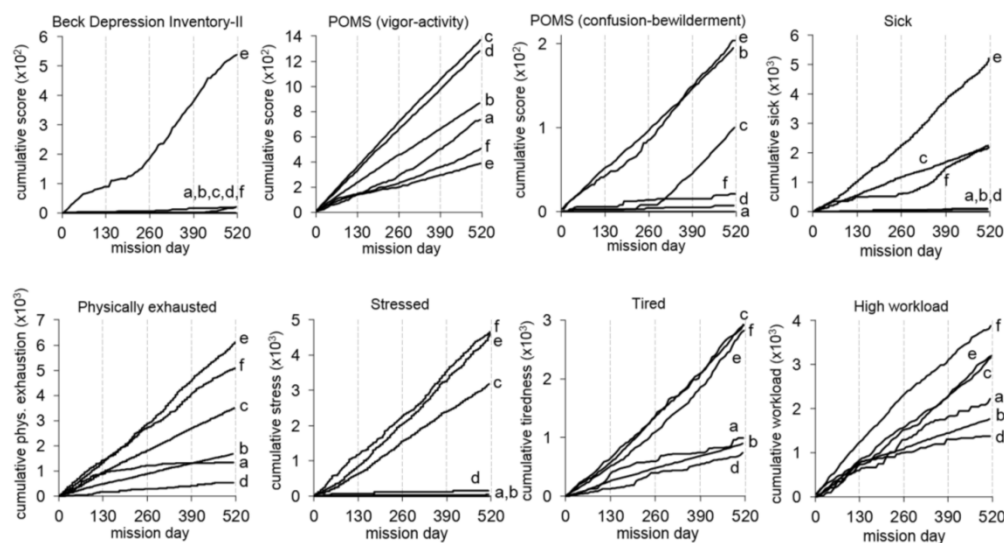 Beck Depression Inventory-II
cumulative score (x10²)
6
5
4
3
2
1
0
e
a,b,c,d,f
0 130 260 390 520
mission day
POMS (vigor-activity)
cumulative score (x10²)
14
12
10
8
6
4
2
0
c
d
b
a
f
e
0 130 260 390 520
mission day
POMS (confusion-bewilderment)
cumulative score (x10²)
2
1
0
e
b
c
f
d
a
0 130 260 390 520
mission day
Sick
cumulative sick (x10³)
6
5
4
3
2
1
0
e
c
f
a,b,d
0 130 260 390 520
mission day
Physically exhausted
cumulative phys. exhaustion (x10³)
7
6
5
4
3
2
1
0
e
f
c
b
a
d
0 130 260 390 520
mission day
Stressed
cumulative stress (x10³)
5
4
3
2
1
0
f
e
c
d
a,b
0 130 260 390 520
mission day
Tired
cumulative tiredness (x10³)
3
2
1
0
c
f
e
a
b
d
0 130 260 390 520
mission day
High workload
cumulative workload (x10³)
4
3
2
1
0
f
e
c
a
b
d
0 130 260 390 520
mission day